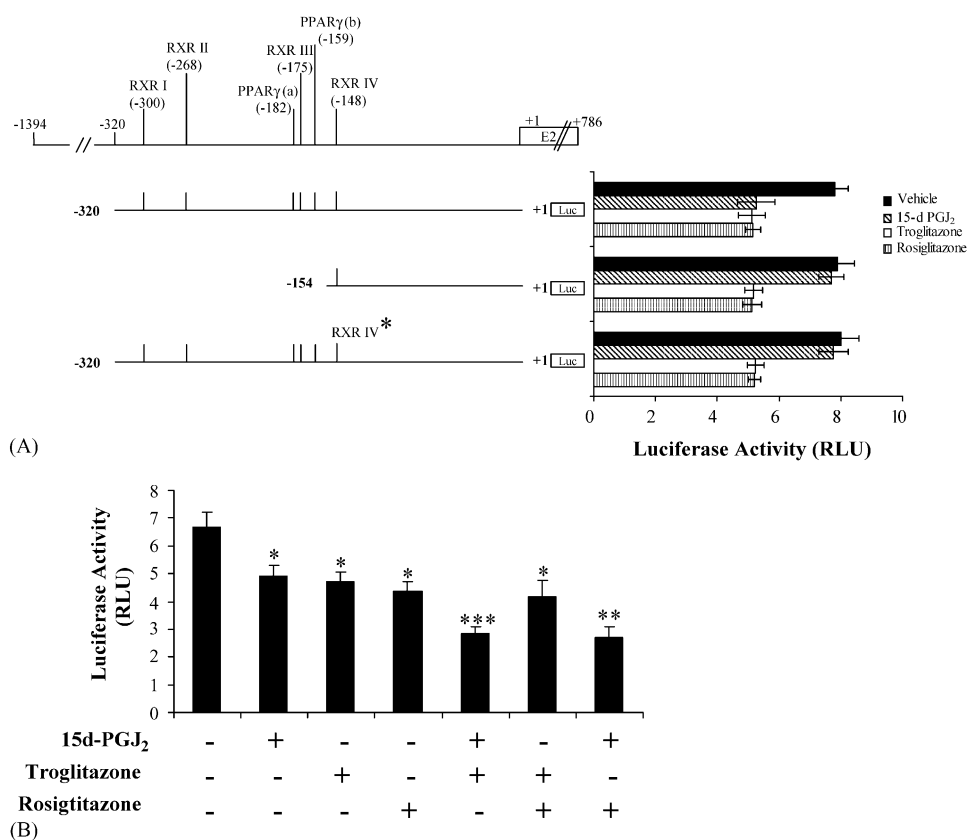 PPARγ(b)
(-159)
RXR II
(-268)
RXR III
(-175)
RXR I
(-300)
PPARγ(a)
(-182)
RXR IV
(-148)
-1394
-320
+1
+786
E2
-320
+1 Luc
-154
+1 Luc
RXR IV*
-320
+1 Luc
Vehicle
15-d PGJ2
Troglitazone
Rosiglitazone
0 2 4 6 8 10
Luciferase Activity (RLU)
(A)
Luciferase Activity
(RLU)
8
7
6
5
4
3
2
1
0
* * * *** * **
15d-PGJ2 - + - - + - +
Troglitazone - - + - + + -
Rosigtitazone - - - + - + +
(B)